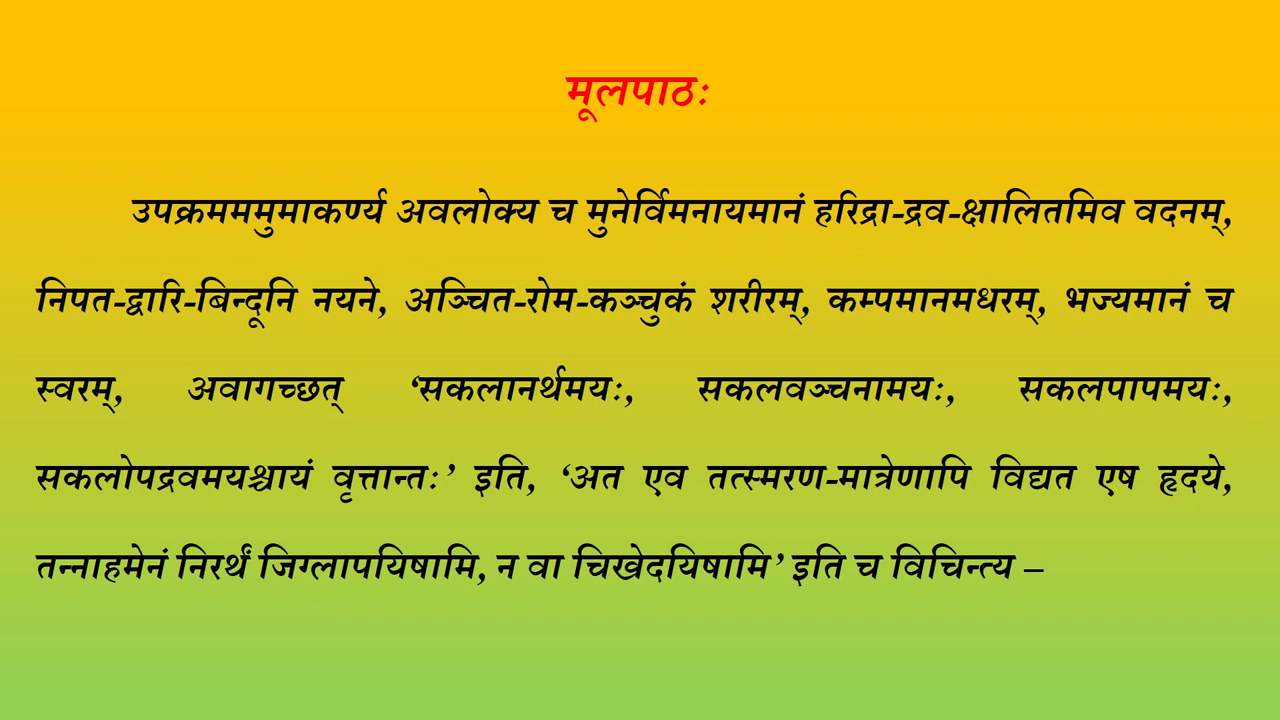 मूलपाठः
उपक्रमममुमाकर्ण्य अवलोक्य च मुनेर्विमनायमानं हरिद्रा-द्रव-क्षालितमिव वदनम्,
निपत-द्वारि-बिन्दूनि नयने, अञ्चित-रोम-कञ्चुकं शरीरम्, कम्पमानमधरम्, भज्यमानं च
स्वरम्, अवागच्छत् ‘सकलानर्थमयः, सकलवञ्चनामयः, सकलपापमयः,
सकलोपद्रवमयश्चायं वृत्तान्तः’ इति, ‘अत एव तत्स्मरण-मात्रेणापि विद्यत एष हृदये,
तन्नाहमेनं निरर्थं जिग्लापयिषामि, न वा चिखेदयिषामि’ इति च विचिन्त्य –